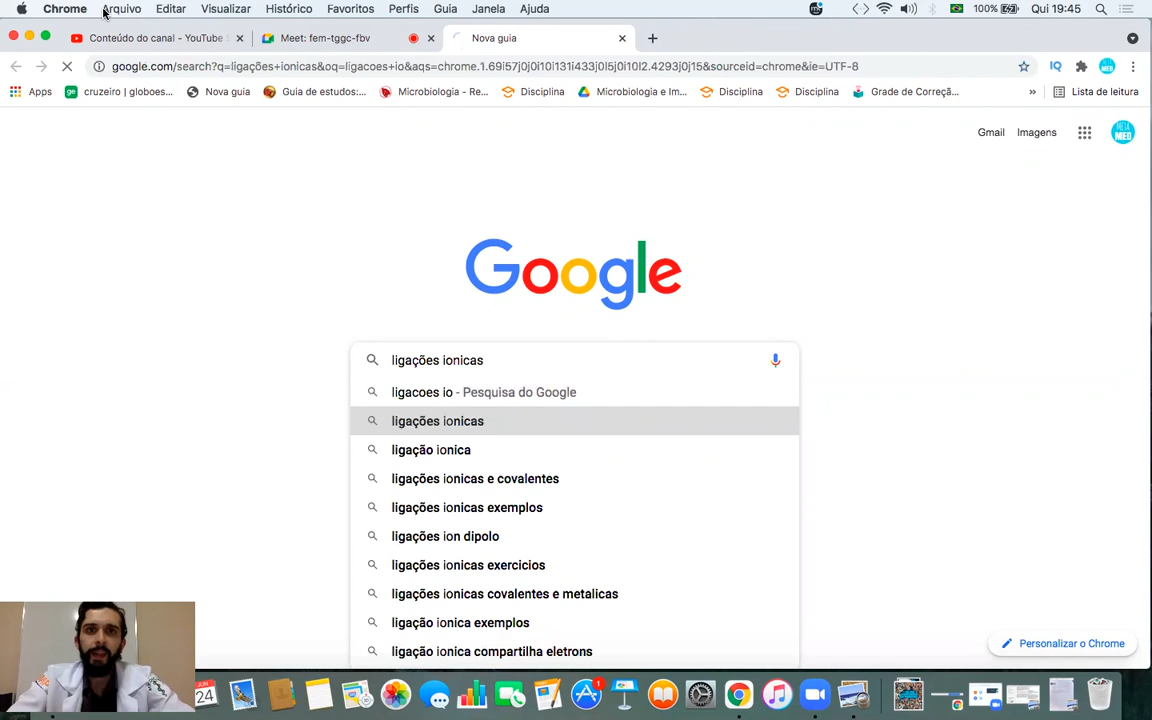 Chrome Arquivo Editar Visualizar Histórico Favoritos Perfis Guia Janela Ajuda 100% Qui 19:45
Conteúdo do canal - YouTube Meet: fem-tggc-fbv Nova guia
google.com/search?q=ligações+ionicas&oq=ligacoes+io&aqs=chrome.1.69i57j0j0i10i131i433j0l5j0i10l2.4293j0j15&sourceid=chrome&ie=UTF-8
Apps cruzeiro | globoes... Nova guia Guia de estudos:... Microbiologia - Re... Disciplina Microbiologia e Im... Disciplina Disciplina Grade de Correçã... » Lista de leitura
Gmail Imagens
META MED
Google
ligações ionicas
ligacoes io - Pesquisa do Google
ligações ionicas
ligação ionica
ligações ionicas e covalentes
ligações ionicas exemplos
ligações ion dipolo
ligações ionicas exercicios
ligações ionicas covalentes e metalicas
ligação ionica exemplos
ligação ionica compartilha eletrons
Personalizar o Chrome
24
1